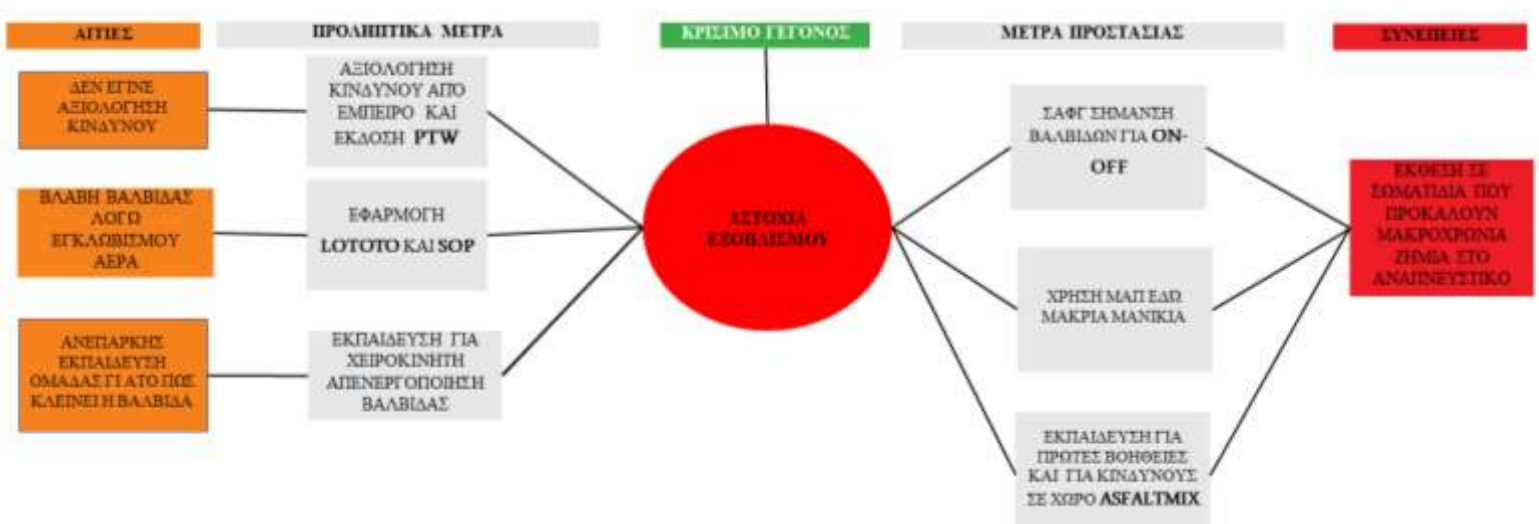 ΑΙΤΙΕΣ
ΠΡΟΛΗΠΤΙΚΑ ΜΕΤΡΑ
ΚΡΙΣΙΜΟ ΓΕΓΟΝΟΣ
ΜΕΤΡΑ ΠΡΟΣΤΑΣΙΑΣ
ΣΥΝΕΠΕΙΕΣ
ΔΕΝ ΕΓΙΝΕ
ΑΞΙΟΛΟΓΗΣΗ
ΚΙΝΔΥΝΟΥ
ΒΛΑΒΗ ΒΑΛΒΙΔΑΣ
ΛΟΓΩ
ΕΓΚΛΩΒΙΣΜΟΥ
ΑΕΡΑ
ΑΝΕΠΑΡΚΗΣ
ΕΚΠΑΙΔΕΥΣΗ
ΟΜΑΔΑΣ ΓΙ ΑΤΟ ΠΩΣ
ΚΛΕΙΝΕΙ Η ΒΑΛΒΙΔΑ
ΑΞΙΟΛΟΓΗΣΗ
ΚΙΝΔΥΝΟΥ ΑΠΟ
ΕΜΠΕΙΡΟ ΚΑΙ
ΕΚΔΟΣΗ PTW
ΕΦΑΡΜΟΓΗ
LOTOTO ΚΑΙ SOP
ΕΚΠΑΙΔΕΥΣΗ ΓΙΑ
ΧΕΙΡΟΚΙΝΗΤΗ
ΑΠΕΝΕΡΓΟΠΟΙΗΣΗ
ΒΑΛΒΙΔΑΣ
ΑΣΤΟΧΙΑ
ΕΞΟΒΛΙΣΜΟΥ
ΣΑΦΓ ΣΗΜΑΝΣΗ
ΒΑΛΒΙΔΩΝ ΓΙΑ ON-
OFF
ΧΡΗΣΗ ΜΑΠ ΕΔΩ
ΜΑΚΡΙΑ ΜΑΝΙΚΙΑ
ΕΚΠΑΙΔΕΥΣΗ ΓΙΑ
ΠΡΩΤΕΣ ΒΟΗΘΕΙΕΣ
ΚΑΙ ΓΙΑ ΚΙΝΔΥΝΟΥΣ
ΣΕ ΧΩΡΟ ASFALTMIX
ΕΚΘΕΣΗ ΣΕ
ΣΩΜΑΤΙΔΙΑ ΠΟΥ
ΠΡΟΚΑΛΟΥΝ
ΜΑΚΡΟΧΡΟΝΙΑ
ΖΗΜΙΑ ΣΤΟ
ΑΝΑΠΝΕΥΣΤΙΚΟ